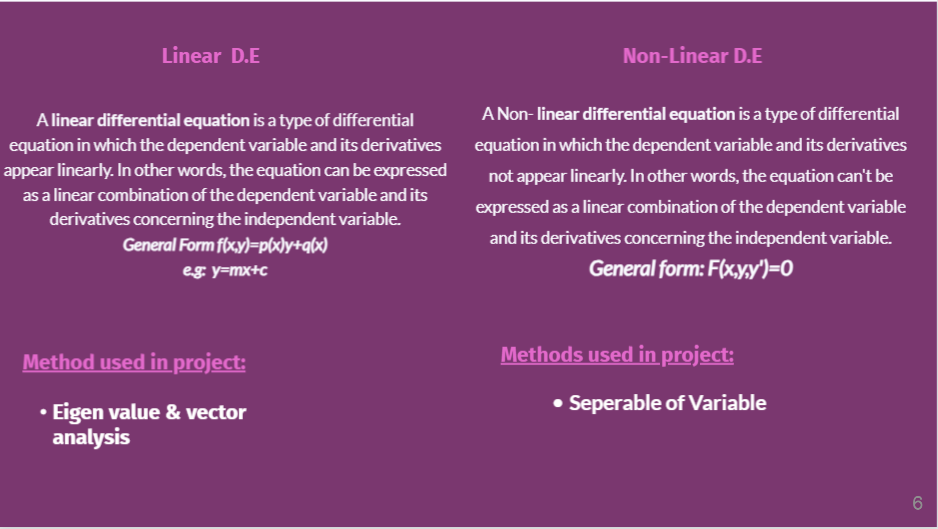 Linear D.E
A linear differential equation is a type of differential
equation in which the dependent variable and its derivatives
appear linearly. In other words, the equation can be expressed
as a linear combination of the dependent variable and its
derivatives concerning the independent variable.
General Form f(x,y)=p(x)y+q(x)
e.g: y=mx+c
Method used in project:
• Eigen value & vector
analysis
Non-Linear D.E
A Non- linear differential equation is a type of differential
equation in which the dependent variable and its derivatives
not appear linearly. In other words, the equation can't be
expressed as a linear combination of the dependent variable
and its derivatives concerning the independent variable.
General form: F(x,y,y')=0
Methods used in project:
• Seperable of Variable
6